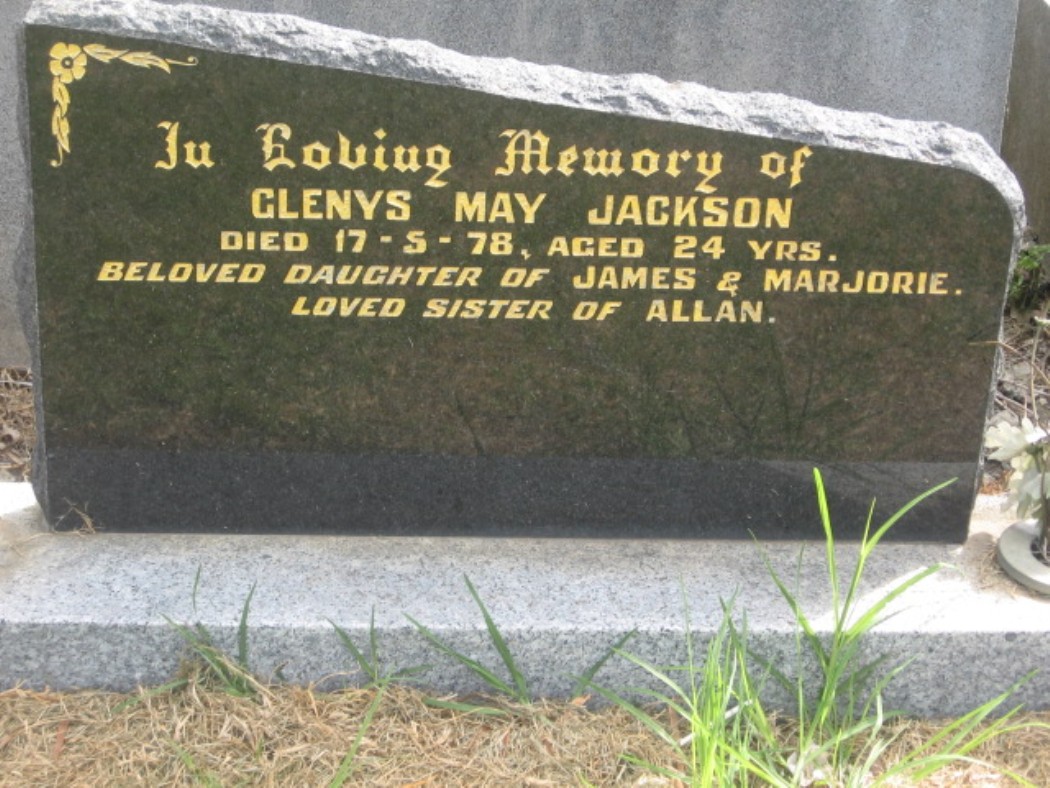 In Loving Memory of
GLENYS MAY JACKSON
DIED 17-5-78, AGED 24 YRS.
BELOVED DAUGHTER OF JAMES & MARJORIE.
LOVED SISTER OF ALLAN.